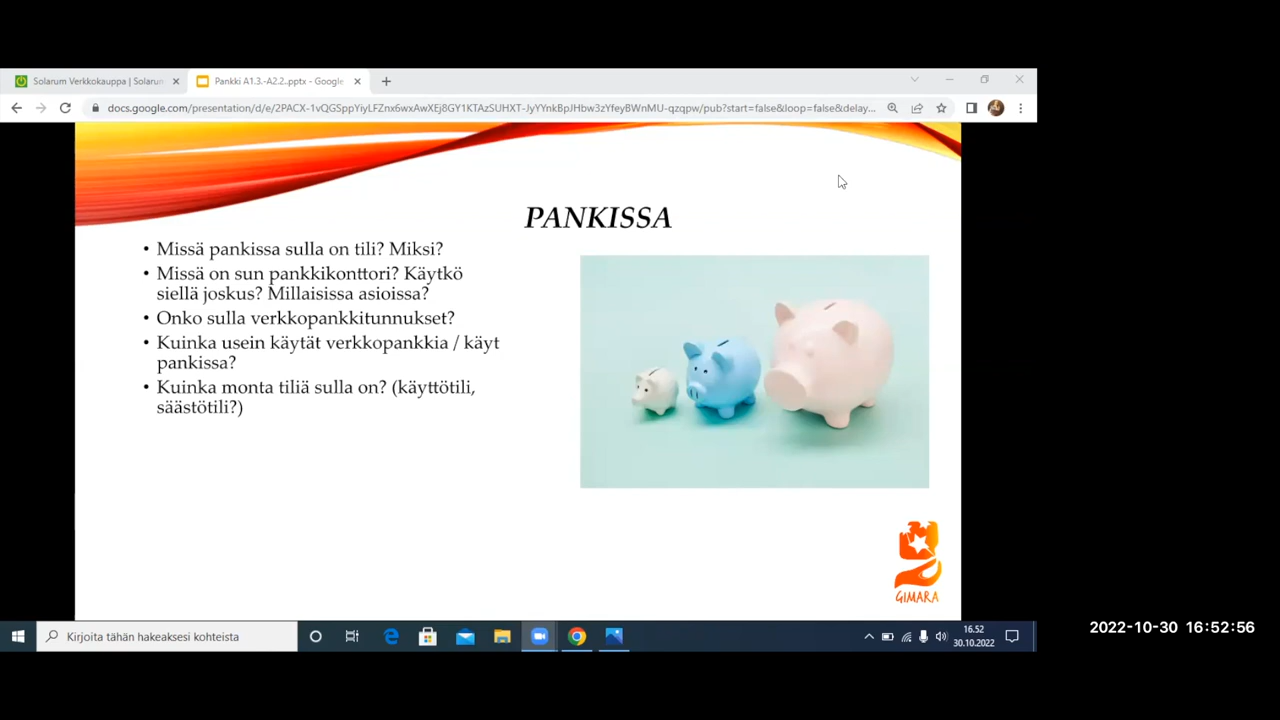 Solarum Verkkokauppa | Solarum
Pankki A1.3.-A2.2..pptx - Google
docs.google.com/presentation/d/e/2PACX-1vQGSppYiyLFZnx6wxAwXEj8GY1KTAzSUHXT-JyYYnkBpJHbw3zYfeyBWnMU-qzqpw/pub?start=false&loop=false&delay...
PANKISSA
• Missä pankissa sulla on tili? Miksi?
• Missä on sun pankkikonttori? Käytkö
siellä joskus? Millaisissa asioissa?
• Onko sulla verkkopankkitunnukset?
• Kuinka usein käytät verkkopankkia / käyt
pankissa?
• Kuinka monta tiliä sulla on? (käyttötili,
säästötili?)
GIMARA
Kirjoita tähän hakeaksesi kohteista
16.52
30.10.2022
2022-10-30 16:52:56